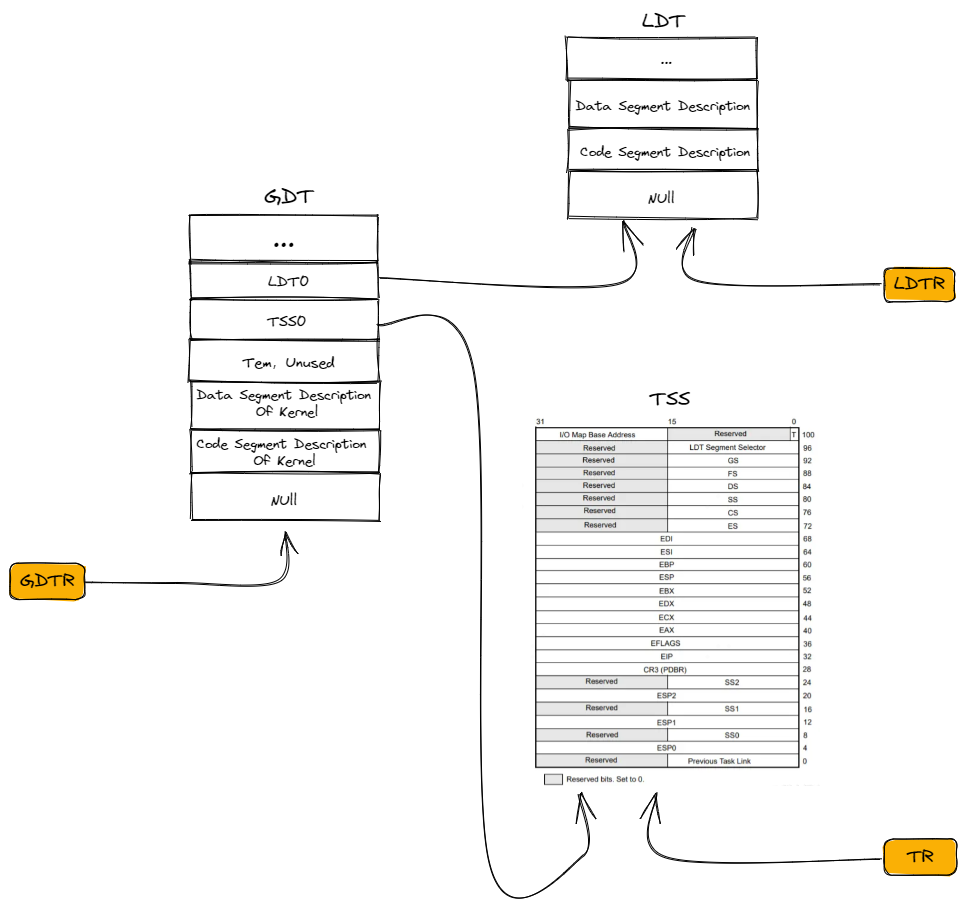 LDT
...
Data Segment Description
Code Segment Description
NUll
GDT
...
LDT0
TSS0
Tem, Unused
Data Segment Description
Of Kernel
Code Segment Description
Of Kernel
NUll
LDTR
GDTR
TSS
31 15 0
I/O Map Base Address Reserved T 100
Reserved LDT Segment Selector 96
Reserved GS 92
Reserved FS 88
Reserved DS 84
Reserved SS 80
Reserved CS 76
Reserved ES 72
EDI 68
ESI 64
EBP 60
ESP 56
EBX 52
EDX 48
ECX 44
EAX 40
EFLAGS 36
EIP 32
CR3 (PDBR) 28
Reserved SS2 24
ESP2 20
Reserved SS1 16
ESP1 12
Reserved SS0 8
ESP0 4
Reserved Previous Task Link 0
Reserved bits. Set to 0.
TR